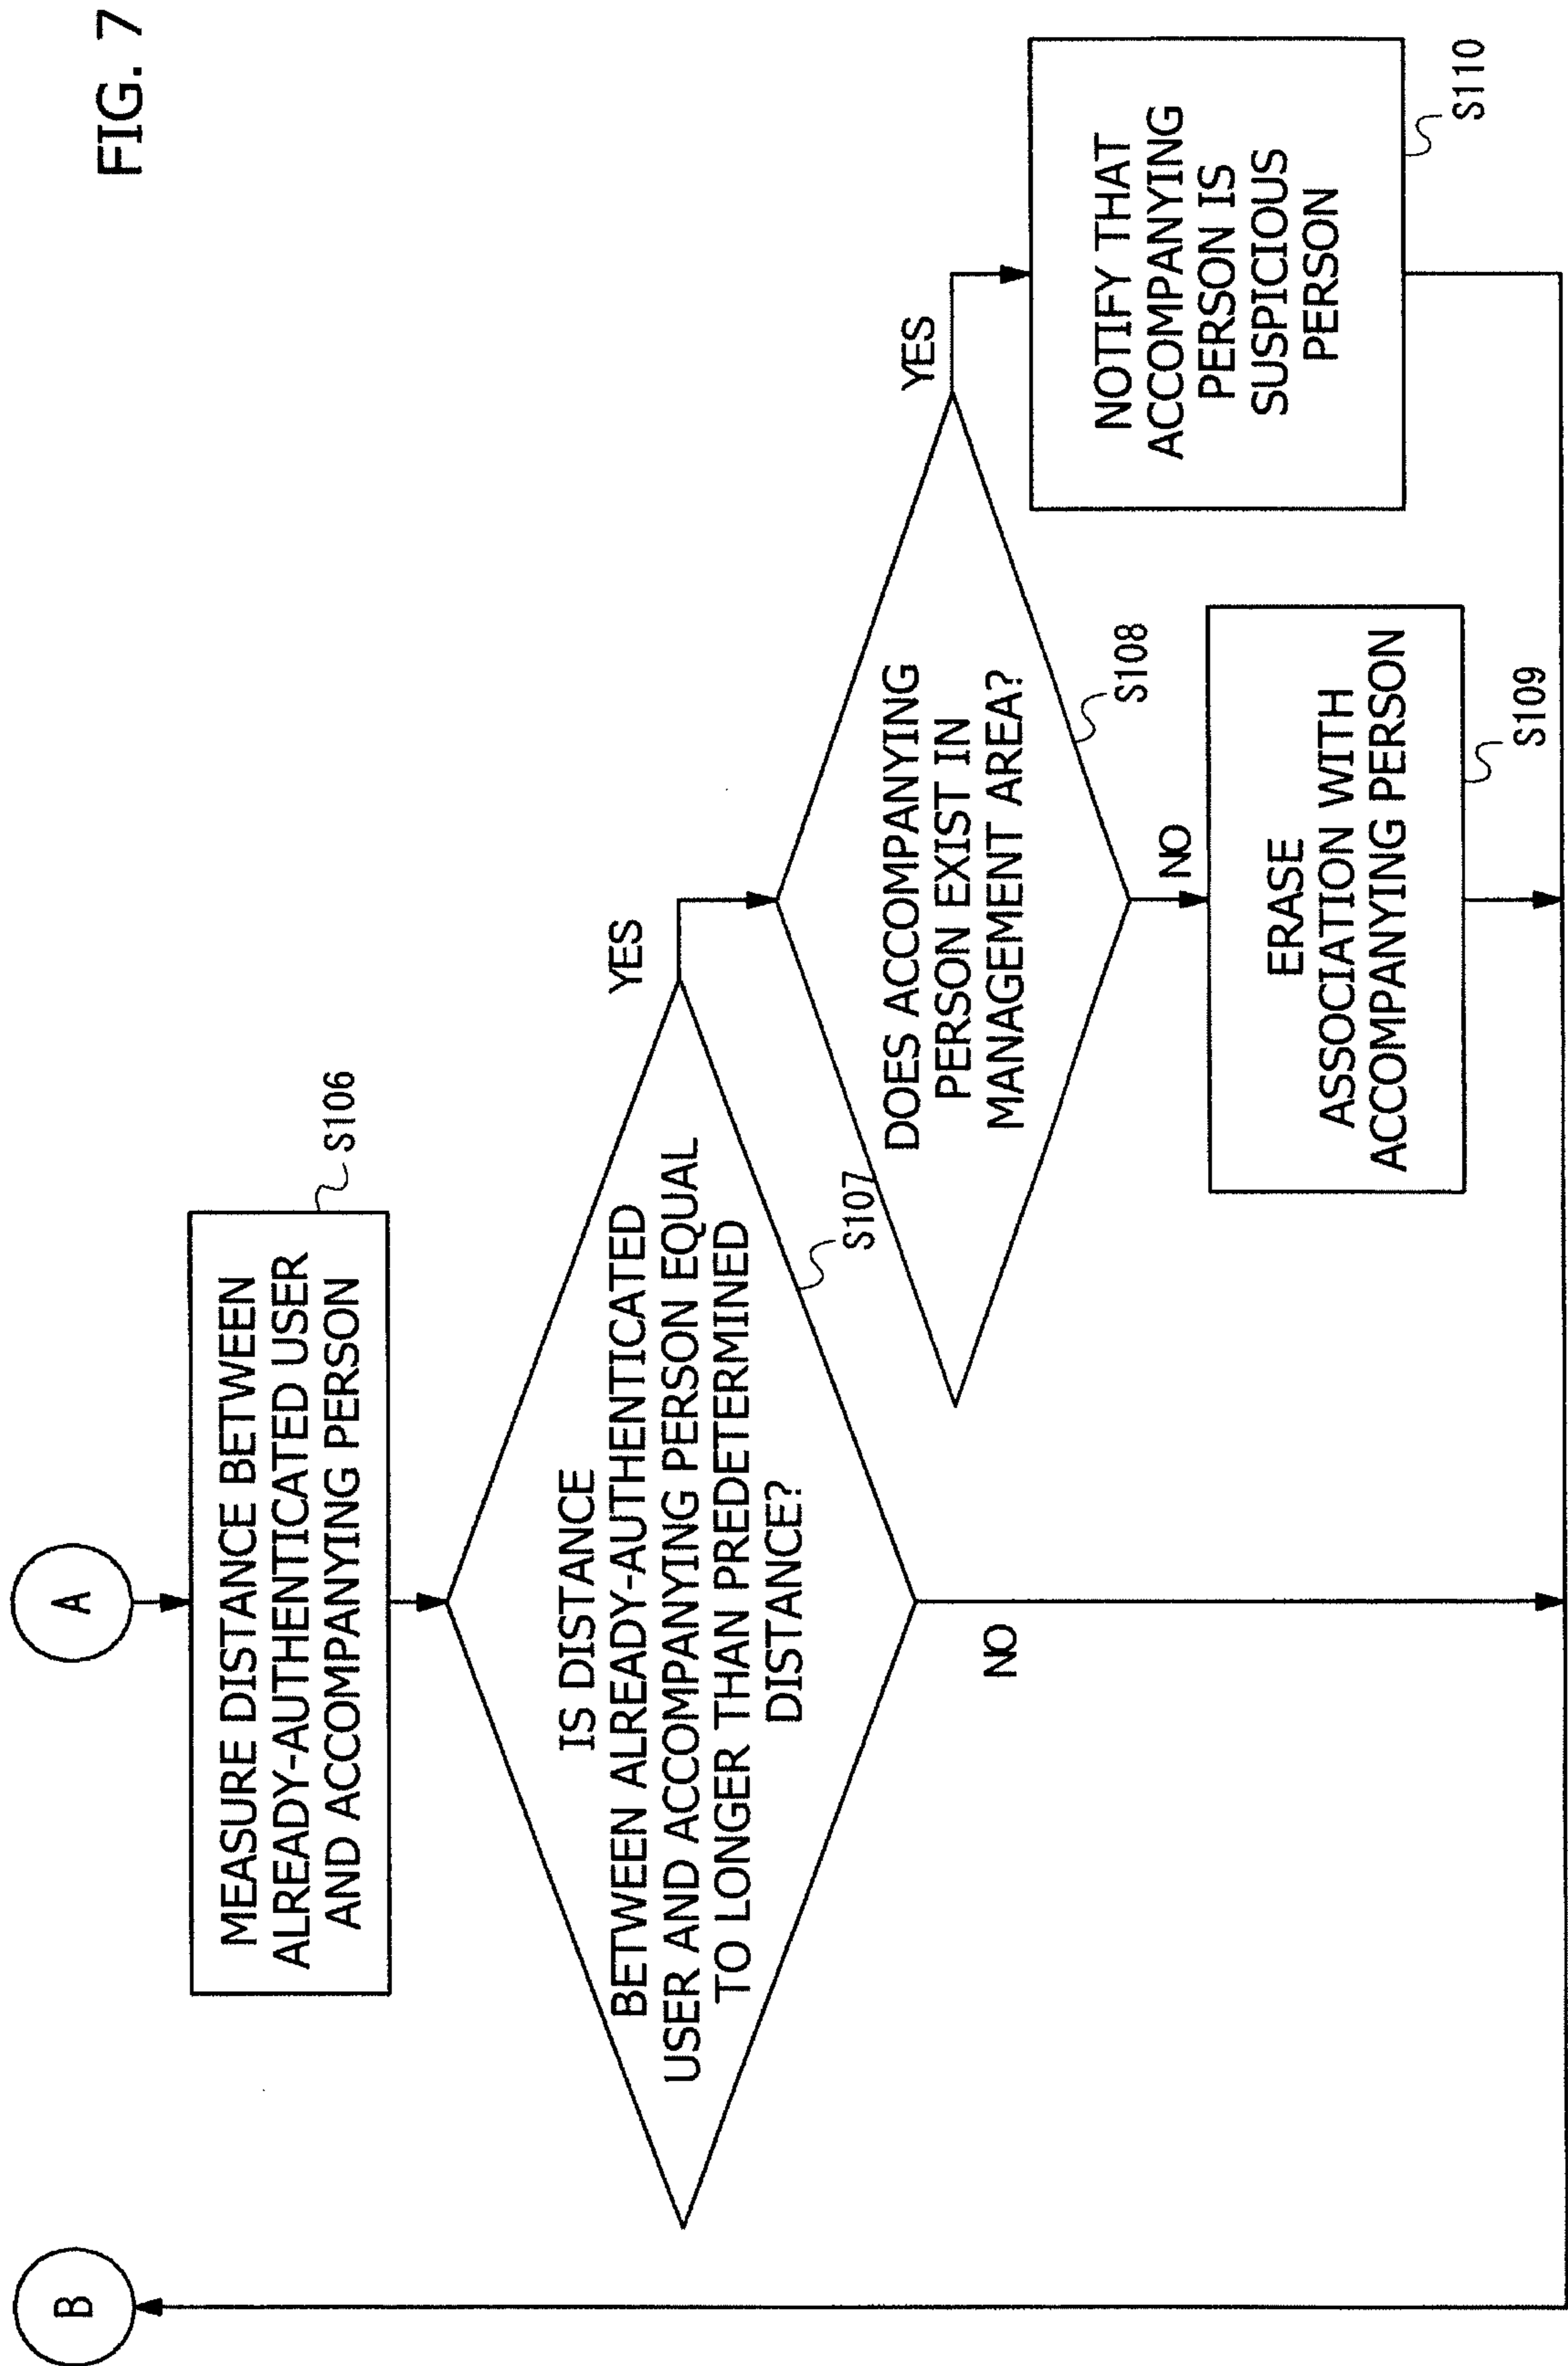 FIG. 7
A
B
MEASURE DISTANCE BETWEEN
ALREADY-AUTHENTICATED USER
AND ACCOMPANYING PERSON
S106
IS DISTANCE
BETWEEN ALREADY-AUTHENTICATED
USER AND ACCOMPANYING PERSON EQUAL
TO LONGER THAN PREDETERMINED
DISTANCE?
S107
YES
NO
DOES ACCOMPANYING
PERSON EXIST IN
MANAGEMENT AREA?
S108
YES
NO
ERASE
ASSOCIATION WITH
ACCOMPANYING PERSON
S109
NOTIFY THAT
ACCOMPANYING
PERSON IS
SUSPICIOUS
PERSON
S110